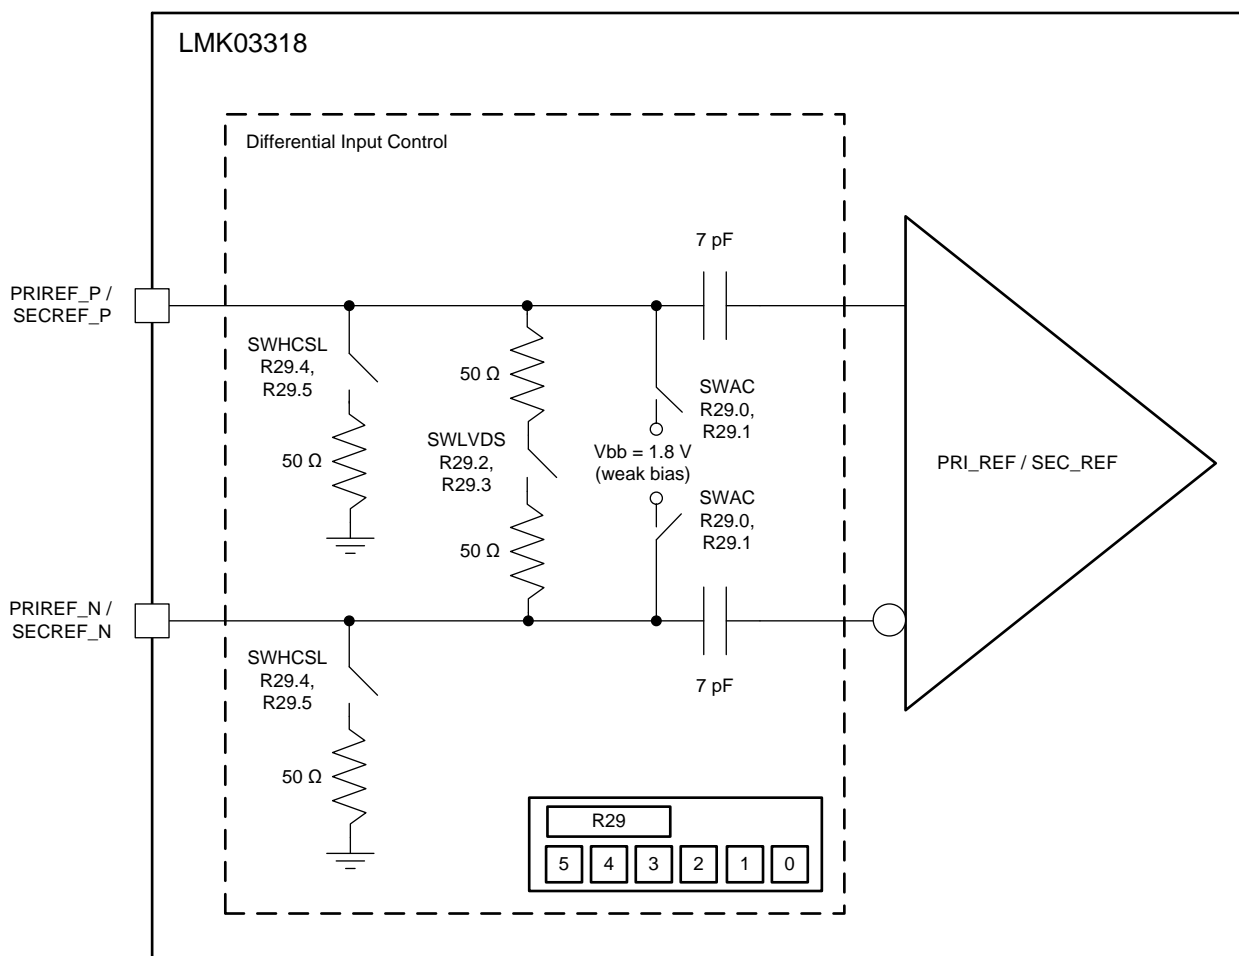 LMK03318
Differential Input Control
7 pF
PRIREF_P /
SECREF_P
SWHCSL
R29.4,
R29.5
50 Ω
50 Ω
SWLVDS
R29.2,
R29.3
50 Ω
SWAC
R29.0,
R29.1
Vbb = 1.8 V
(weak bias)
SWAC
R29.0,
R29.1
PRI_REF / SEC_REF
PRIREF_N /
SECREF_N
SWHCSL
R29.4,
R29.5
50 Ω
7 pF
R29
5 4 3 2 1 0